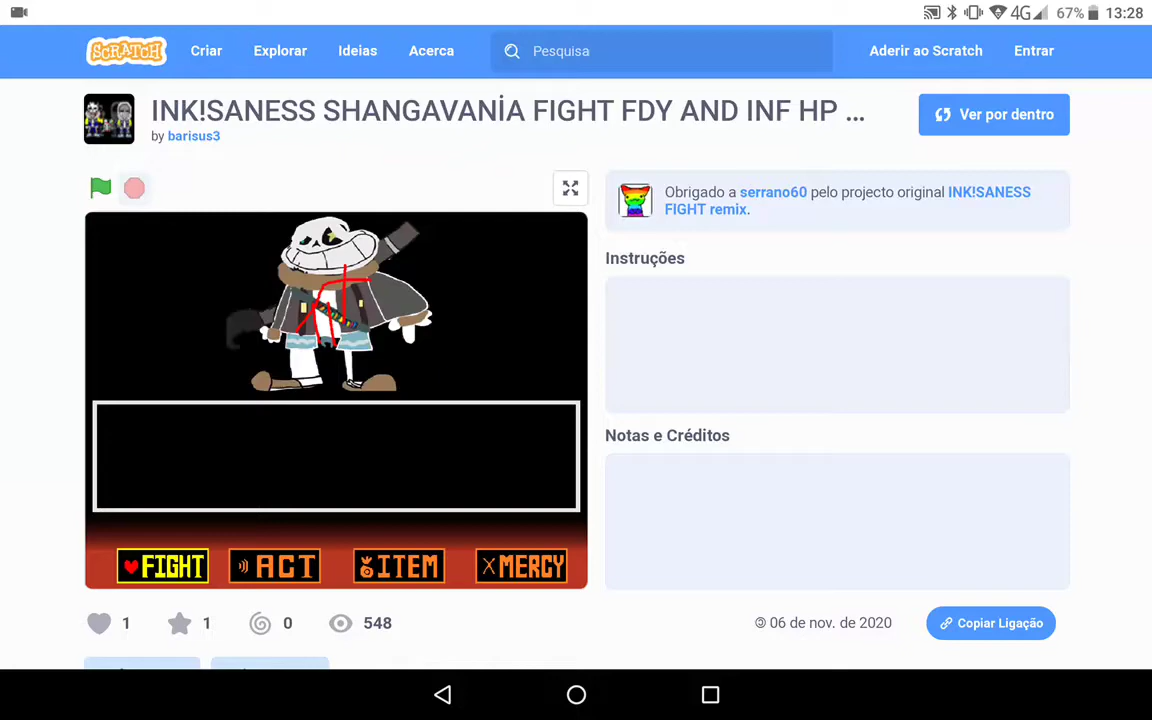 4G 67% 13:28
SCRATCH Criar Explorar Ideias Acerca Pesquisa Aderir ao Scratch Entrar
INK!SANESS SHANGAVANİA FIGHT FDY AND INF HP ...
by barisus3
Ver por dentro
Obrigado a serrano60 pelo projecto original INK!SANESS
FIGHT remix.
Instruções
Notas e Créditos
FIGHT ACT ITEM MERCY
1 1 0 548 06 de nov. de 2020 Copiar Ligação